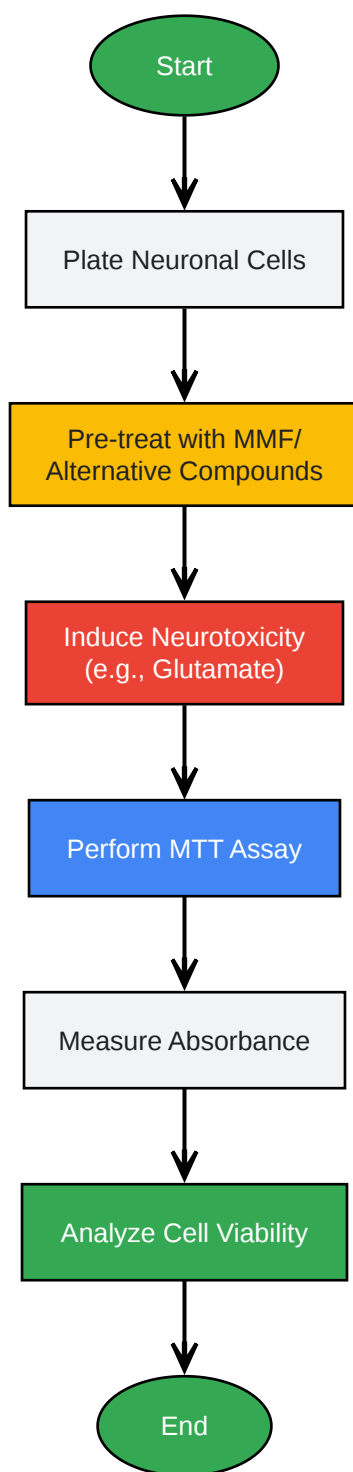 Start
Plate Neuronal Cells
Pre-treat with MMF/
Alternative Compounds
Induce Neurotoxicity
(e.g., Glutamate)
Perform MTT Assay
Measure Absorbance
Analyze Cell Viability
End